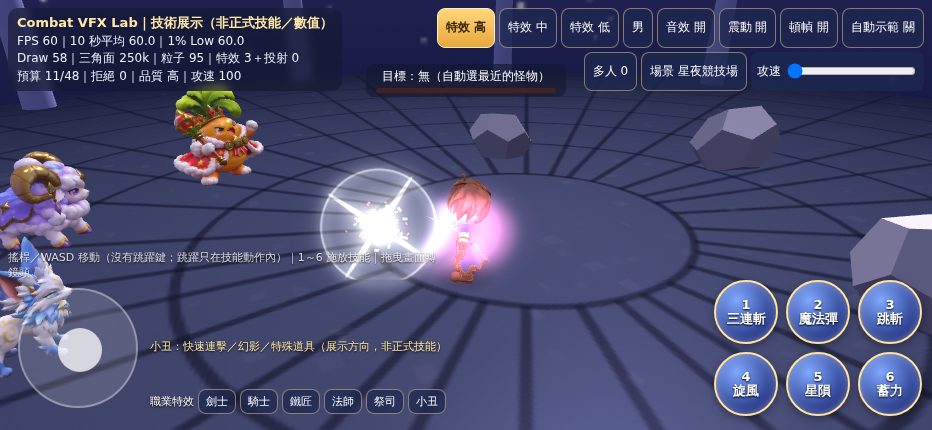 Combat VFX Lab｜技術展示（非正式技能／數值）
FPS 60｜10 秒平均 60.0｜1% Low 60.0
Draw 58｜三角面 250k｜粒子 95｜特效 3＋投射 0
預算 11/48｜拒絕 0｜品質 高｜攻速 100
特效 高
特效 中
特效 低
男
音效 開
震動 開
頓幀 開
自動示範 關
目標：無（自動選最近的怪物）
多人 0
場景 星夜競技場
攻速
搖桿／WASD 移動（沒有跳躍鍵；跳躍只在技能動作內）｜1~6 施放技能｜拖曳畫面轉
鏡頭
1
三連斬
2
魔法彈
3
跳斬
4
旋風
5
星隕
6
蓄力
小丑：快速連擊／幻影／特殊道具（展示方向，非正式技能）
職業特效
劍士
騎士
鐵匠
法師
祭司
小丑